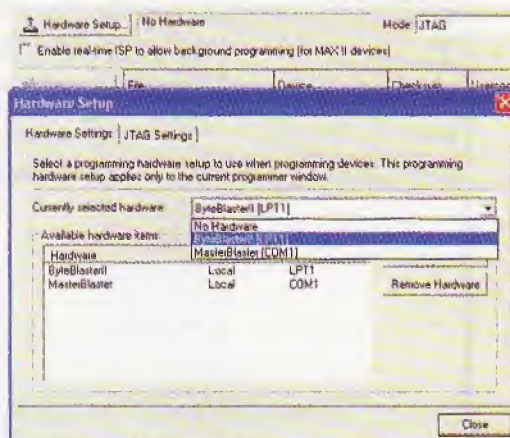 Hardware Setup... No Hardware Mode: JTAG
Enable real-time ISP to allow background programming (for MAX II devices)
File Device Checksum
Hardware Setup
Hardware Settings JTAG Settings
Select a programming hardware setup to use when programming devices. This programming
hardware setup applies only to the current programmer window.
Currently selected hardware: ByteBlasterII [LPT1]
No Hardware
ByteBlasterII [LPT1]
MasterBlaster [COM1]
Available hardware items
Hardware
ByteBlasterII Local LPT1
MasterBlaster Local COM1
Remove Hardware
Close